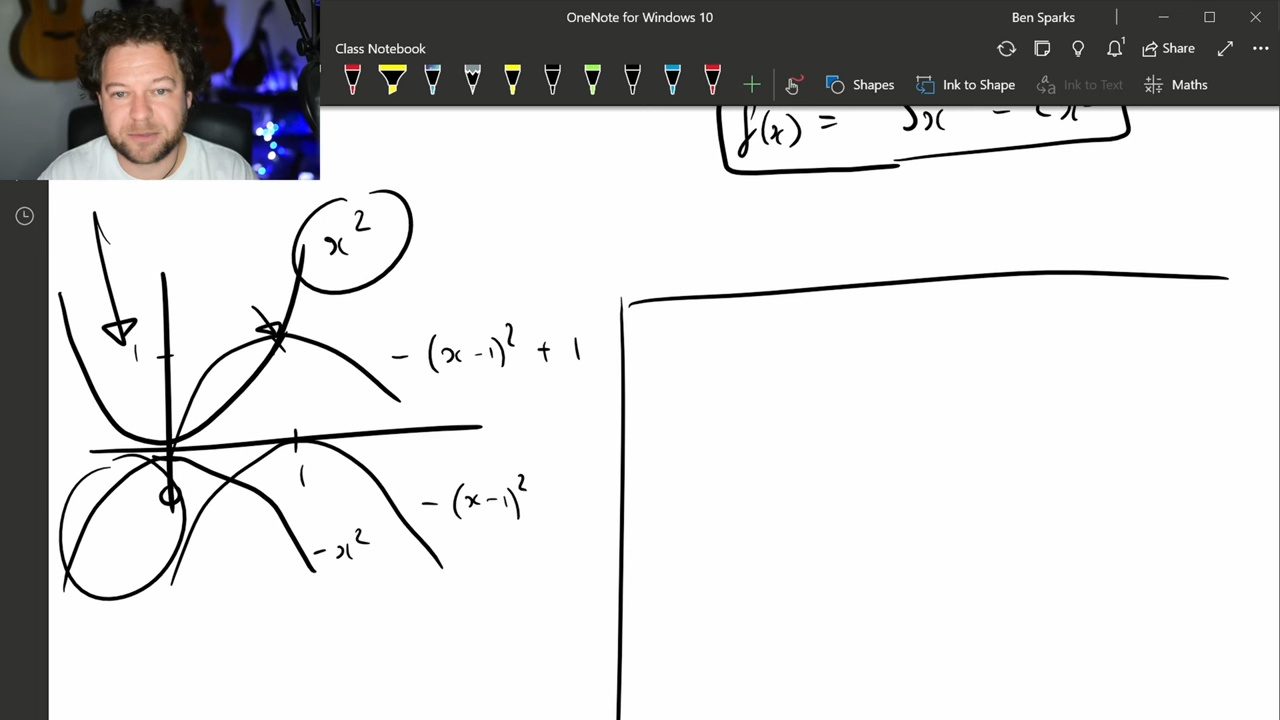 OneNote for Windows 10
Ben Sparks
Class Notebook
1
Share
Shapes
Ink to Shape
Ink to Text
Maths
f(x) =
x²
1
- (x-1)² + 1
1
- (x-1)²
- x²